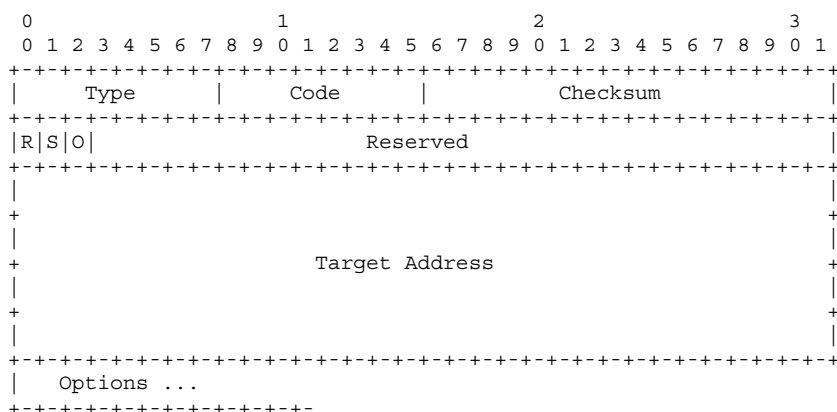 0 1 2 3
0 1 2 3 4 5 6 7 8 9 0 1 2 3 4 5 6 7 8 9 0 1 2 3 4 5 6 7 8 9 0 1
+-+-+-+-+-+-+-+-+-+-+-+-+-+-+-+-+-+-+-+-+-+-+-+-+-+-+-+-+-+-+-+-+
| Type | Code | Checksum |
+-+-+-+-+-+-+-+-+-+-+-+-+-+-+-+-+-+-+-+-+-+-+-+-+-+-+-+-+-+-+-+-+
|R|S|O| Reserved |
+-+-+-+-+-+-+-+-+-+-+-+-+-+-+-+-+-+-+-+-+-+-+-+-+-+-+-+-+-+-+-+-+
| |
+ +
| |
+ Target Address +
| |
+ +
| |
+-+-+-+-+-+-+-+-+-+-+-+-+-+-+-+-+-+-+-+-+-+-+-+-+-+-+-+-+-+-+-+-+
| Options ...
+-+-+-+-+-+-+-+-+-+-+-+-